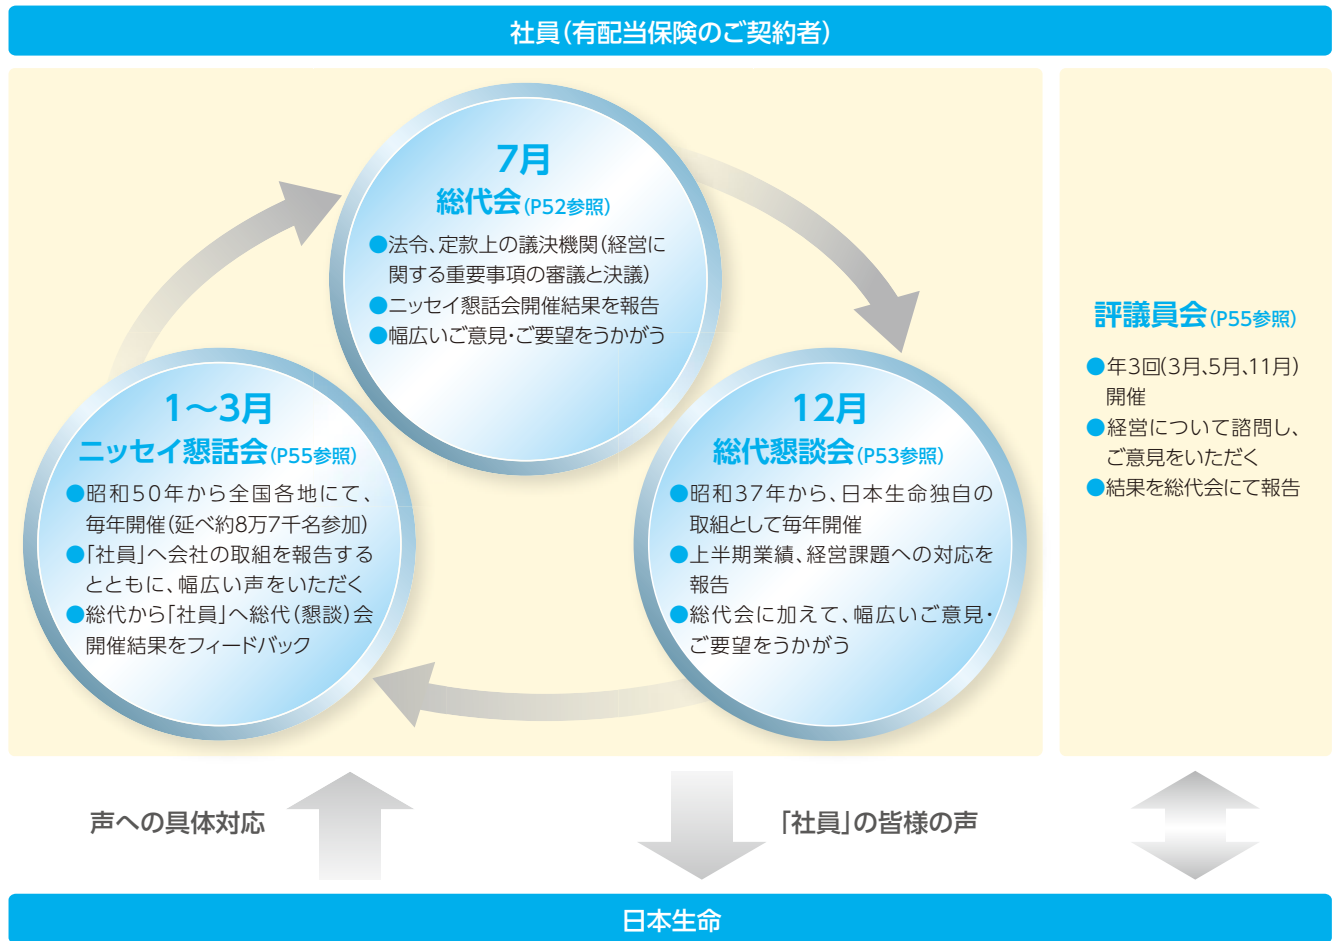 社員(有配当保険のご契約者)
7月
総代会(P52参照)
●法令、定款上の議決機関(経営に
関する重要事項の審議と決議)
●ニッセイ懇話会開催結果を報告
●幅広いご意見・ご要望をうかがう
1〜3月
ニッセイ懇話会(P55参照)
●昭和50年から全国各地にて、
毎年開催(延べ約8万7千名参加)
●「社員」へ会社の取組を報告する
とともに、幅広い声をいただく
●総代から「社員」へ総代(懇談)会
開催結果をフィードバック
12月
総代懇談会(P53参照)
●昭和37年から、日本生命独自の
取組として毎年開催
●上半期業績、経営課題への対応を
報告
●総代会に加えて、幅広いご意見・
ご要望をうかがう
評議員会(P55参照)
●年3回(3月、5月、11月)
開催
●経営について諮問し、
ご意見をいただく
●結果を総代会にて報告
声への具体対応
「社員」の皆様の声
日本生命